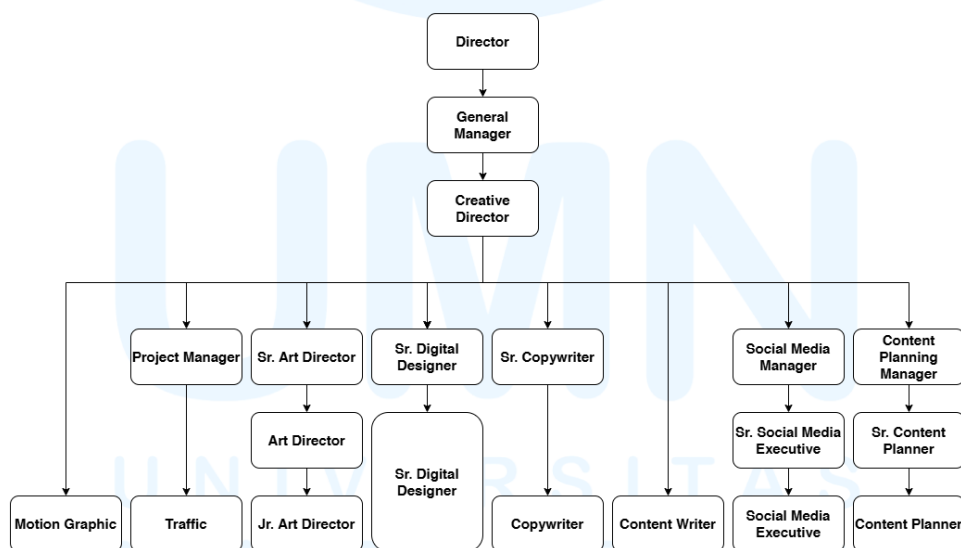 Director
General
Manager
Creative
Director
Project Manager
Sr. Art Director
Sr. Digital
Designer
Sr. Copywriter
Social Media
Manager
Content
Planning
Manager
Art Director
Sr. Digital
Designer
Sr. Social Media
Executive
Sr. Content
Planner
Motion Graphic
Traffic
Jr. Art Director
Copywriter
Content Writer
Social Media
Executive
Content Planner
UMN
UNIVERSITAS